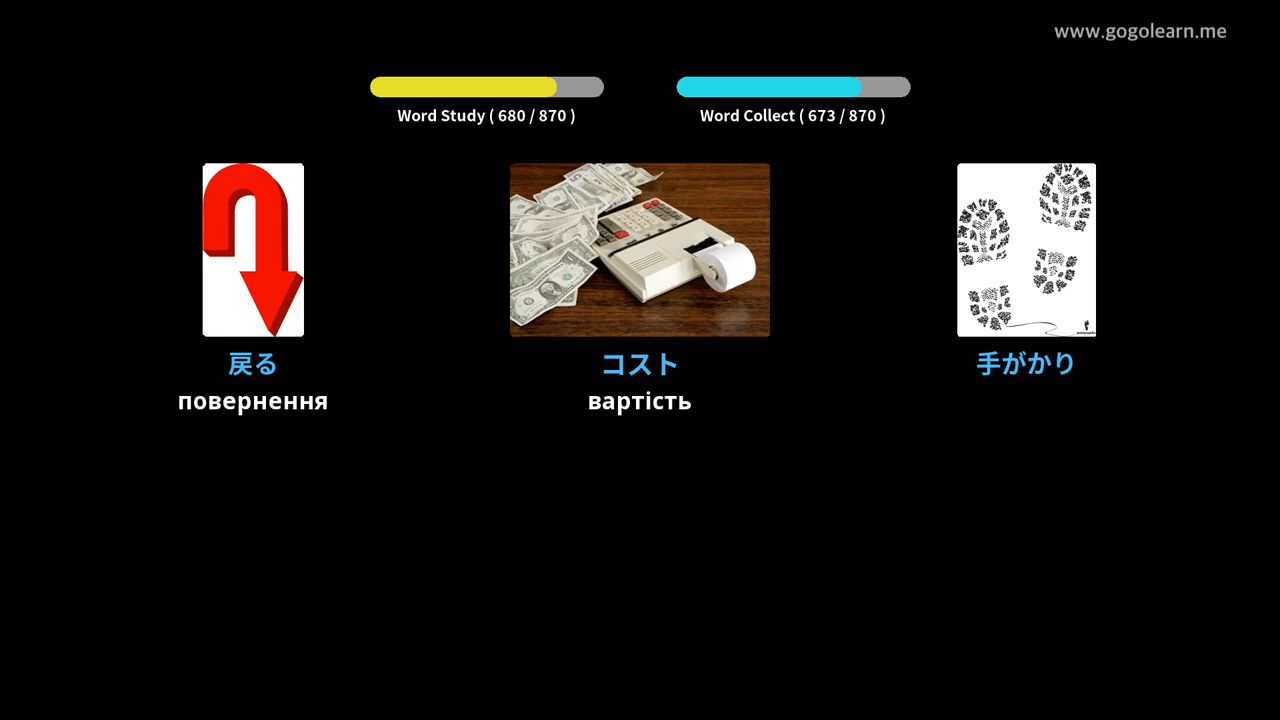 www.gogolearn.me
Word Study ( 680 / 870 )
Word Collect ( 673 / 870 )
戻る
コスト
手がかり
повернення
вартість